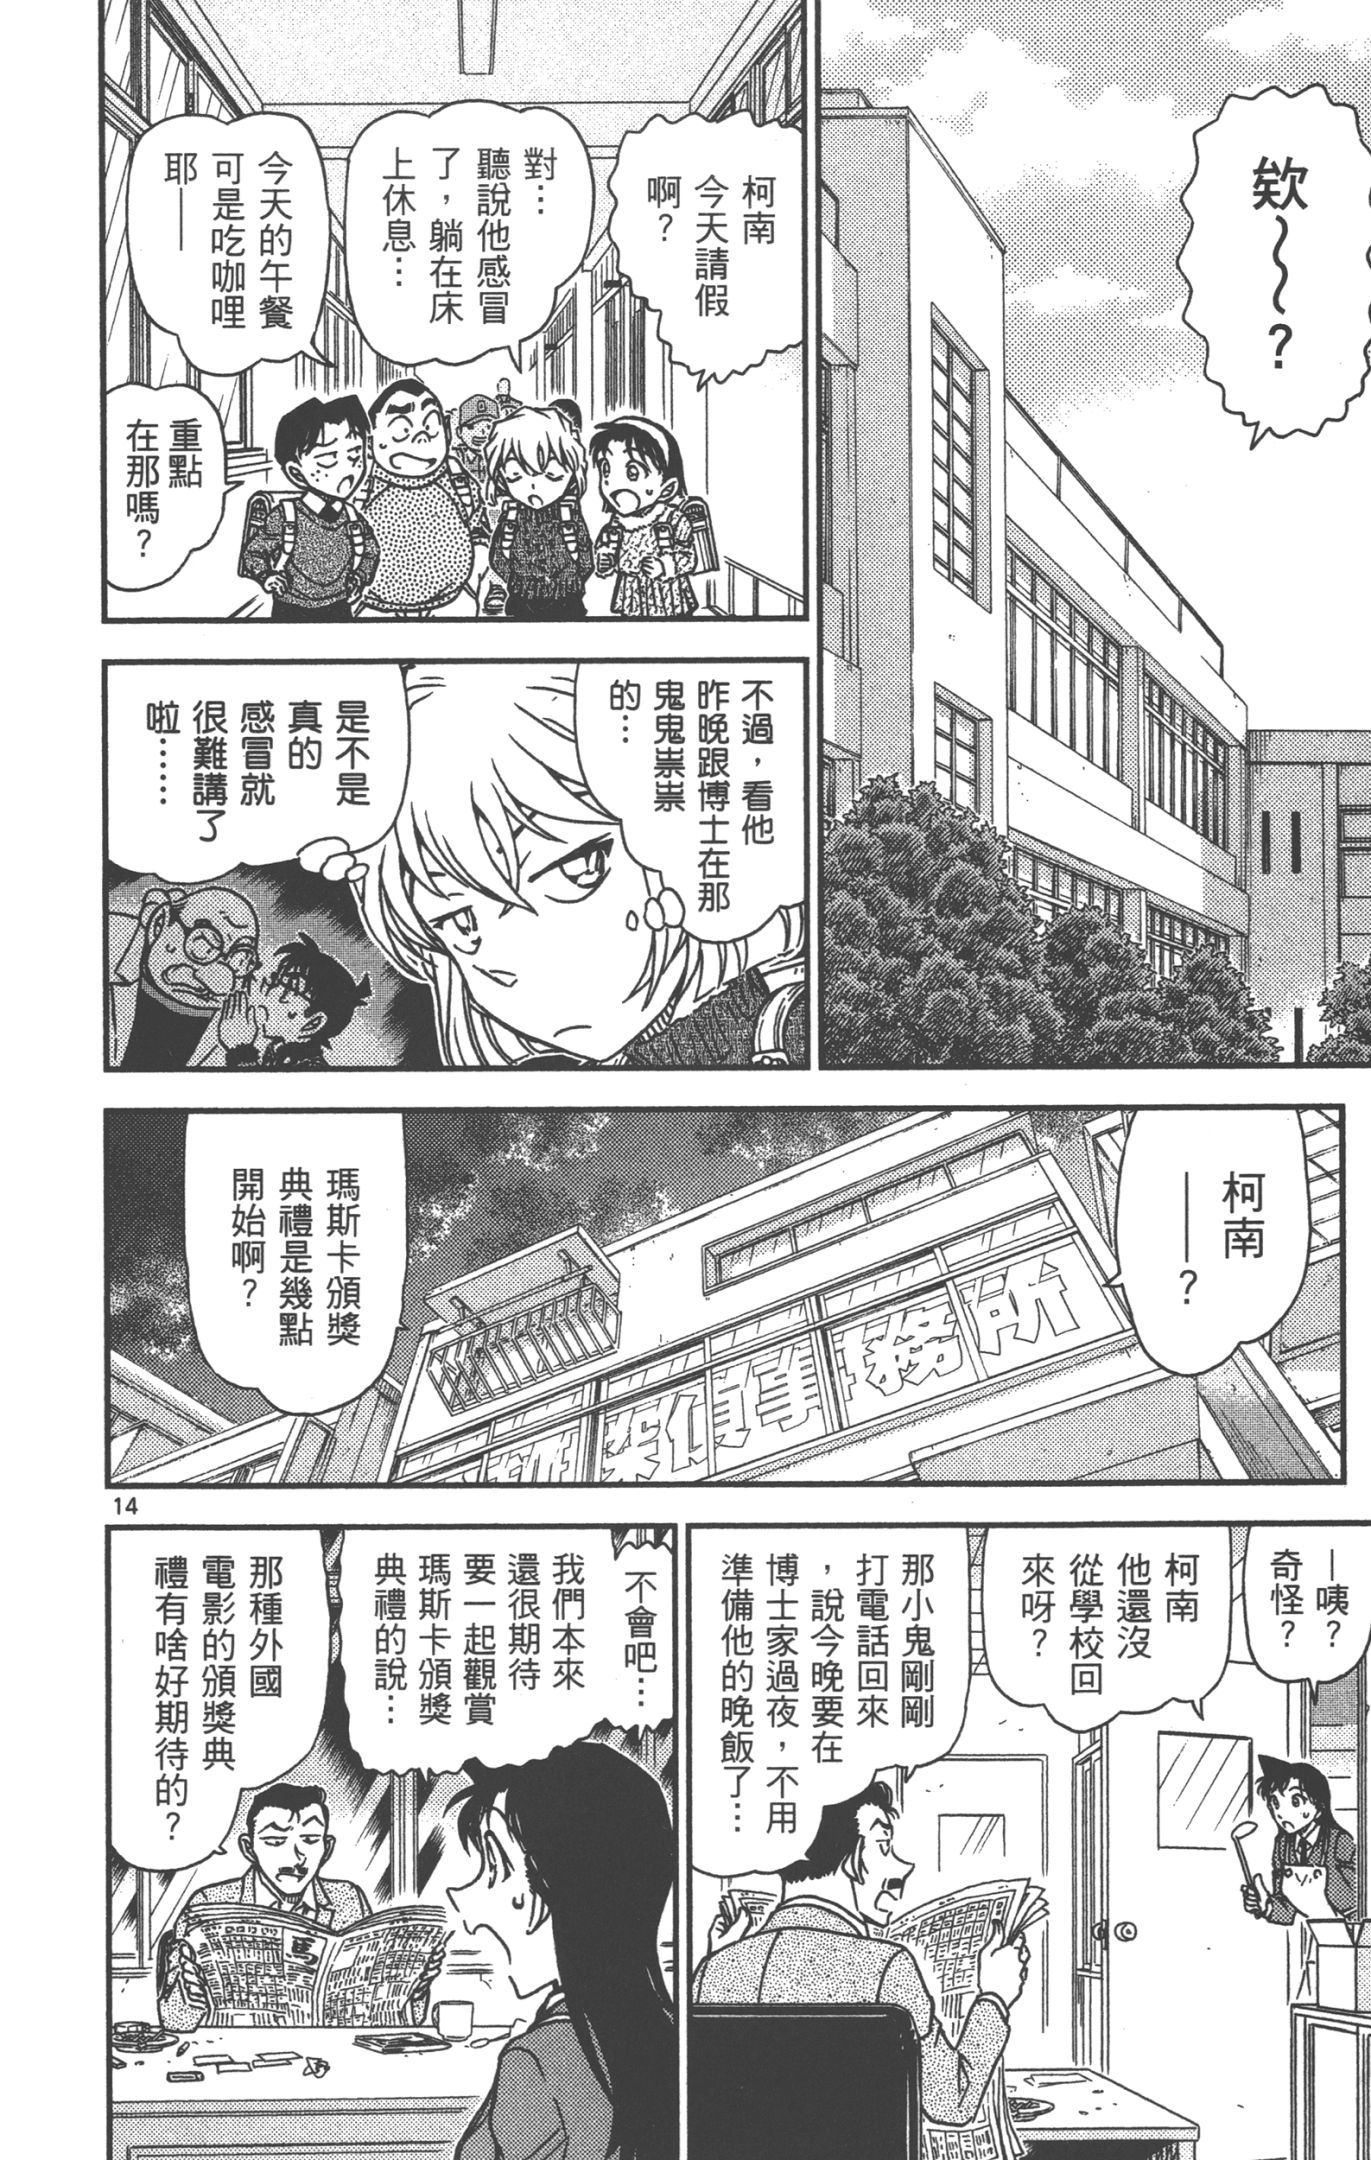 欸～～～？
柯南
今天請假
啊？
對…
聽說他感冒
了，躺在床
上休息…
今天的午餐
可是吃咖哩
耶——
重點
在那嗎？
不過，看他
昨晚跟博士在那
鬼鬼祟祟
的…
是不是
真的
感冒就
很難講了
啦……
柯南
——？
瑪斯卡頒獎
典禮是幾點
開始啊？
偵事務所
14
—咦？
奇怪？
柯南
他還沒
從學校回
來呀？
那小鬼剛剛
打電話回來
，說今晚要在
博士家過夜，不用
準備他的晚飯了…
不會吧…
我們本來
還很期待
要一起觀賞
瑪斯卡頒獎
典禮的說…
那種外國
電影的頒獎典
禮有啥好期待的？
馬